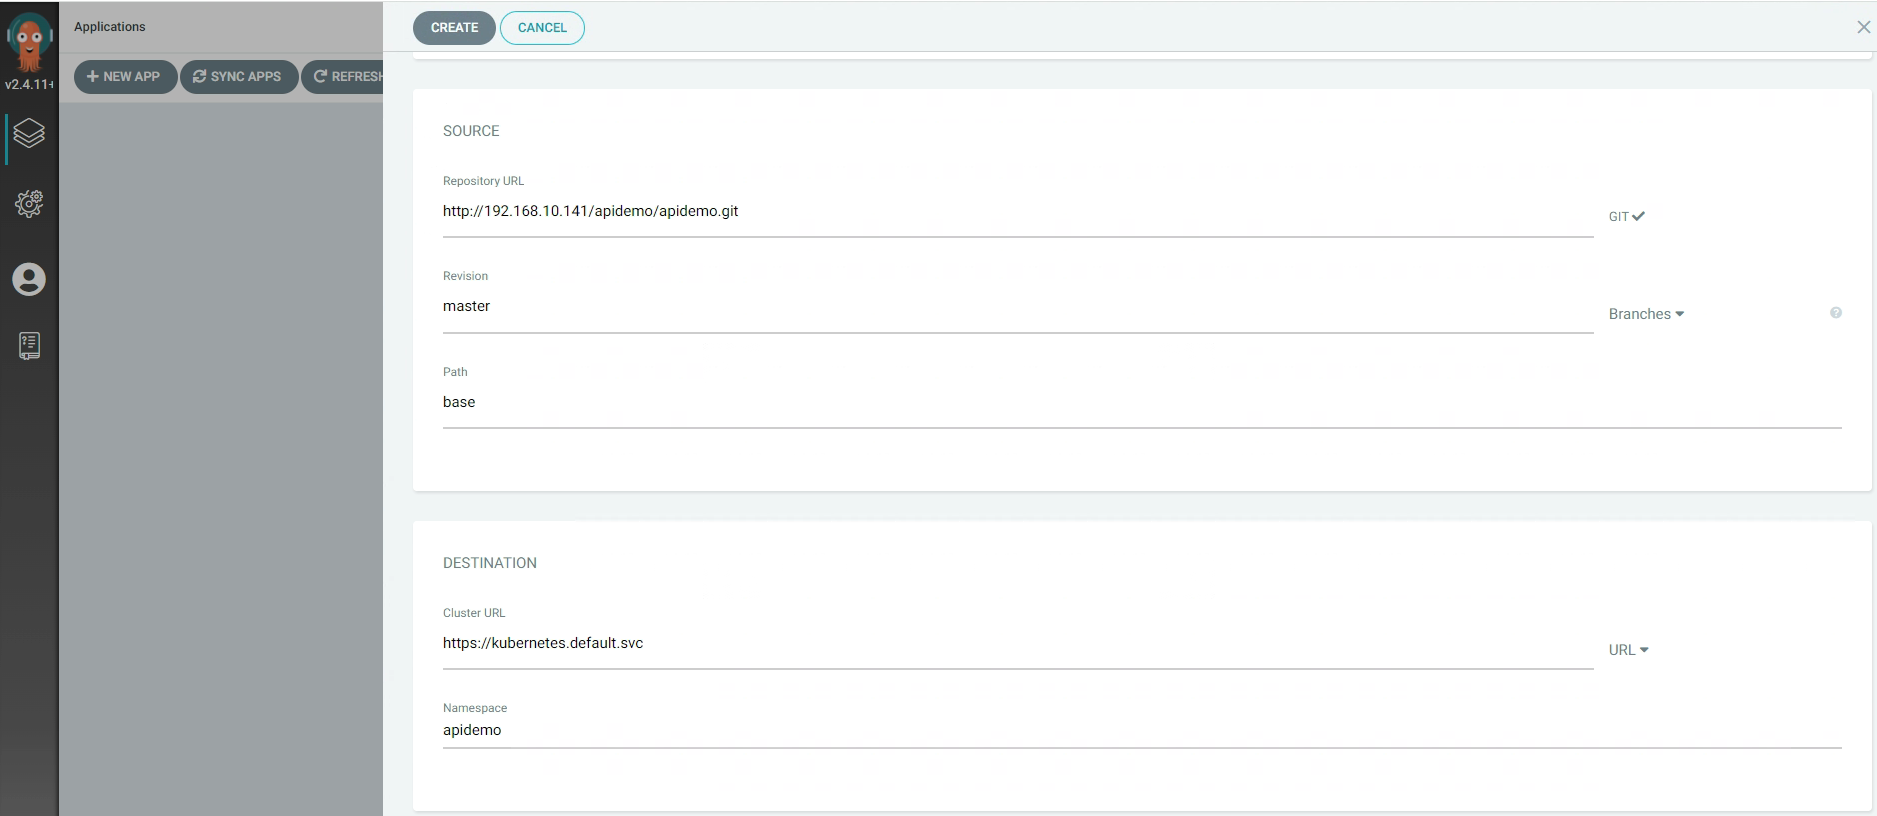 Applications
CREATE
CANCEL
v2.4.11+
NEW APP
SYNC APPS
REFRESH
SOURCE
Repository URL
http://192.168.10.141/apidemo/apidemo.git
GIT
Revision
master
Branches
?
Path
base
DESTINATION
Cluster URL
https://kubernetes.default.svc
URL
Namespace
apidemo